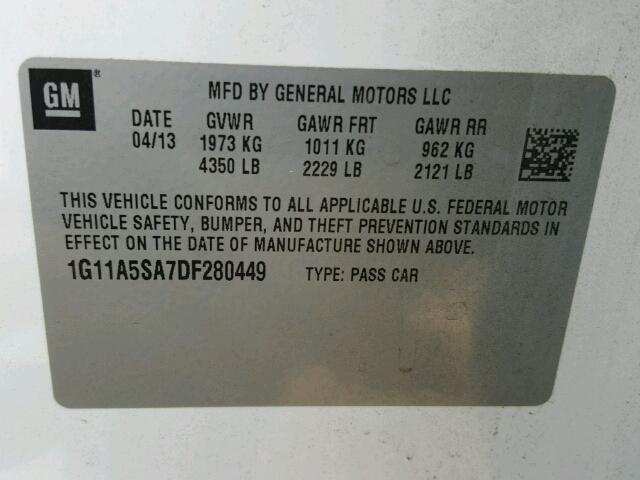 GM®
MFD BY GENERAL MOTORS LLC
DATE GVWR GAWR FRT GAWR RR
04/13 1973 KG 1011 KG 962 KG
4350 LB 2229 LB 2121 LB
THIS VEHICLE CONFORMS TO ALL APPLICABLE U.S. FEDERAL MOTOR
VEHICLE SAFETY, BUMPER, AND THEFT PREVENTION STANDARDS IN
EFFECT ON THE DATE OF MANUFACTURE SHOWN ABOVE.
1G11A5SA7DF280449 TYPE: PASS CAR